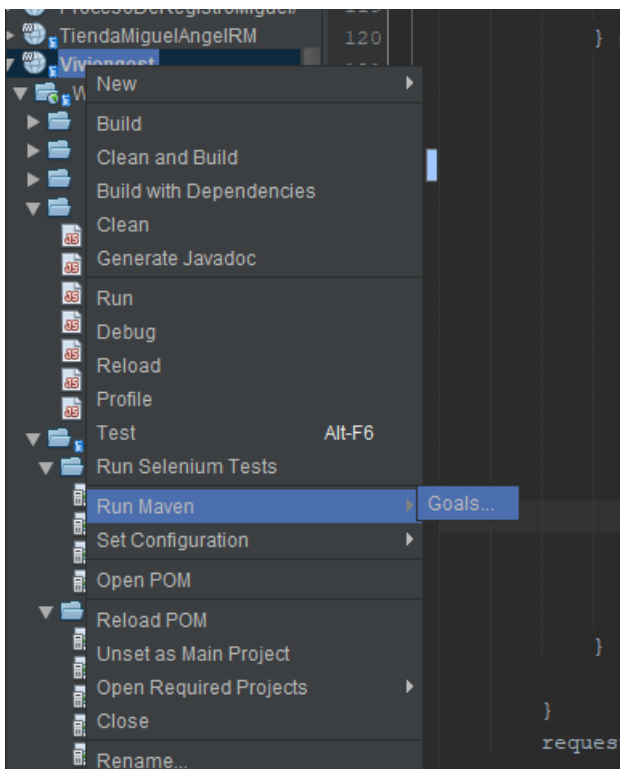 ProcesoDeRegistroMiguel
TiendaMiguelAngelRM
120
}
Viviongest
W
New
Build
Clean and Build
Build with Dependencies
Clean
Generate Javadoc
Run
Debug
Reload
Profile
Test Alt-F6
Run Selenium Tests
Run Maven
Goals...
Set Configuration
Open POM
Reload POM
}
Unset as Main Project
Open Required Projects
Close
}
reques
Rename...